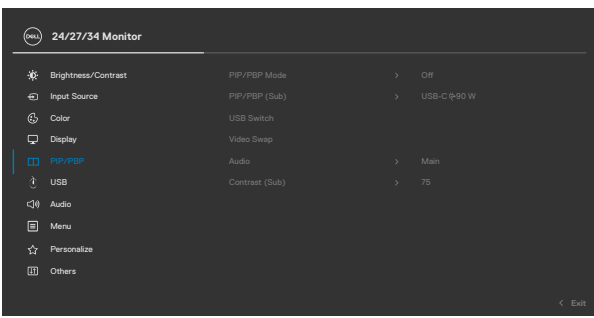 DELL 24/27/34 Monitor
Brightness/Contrast PIP/PBP Mode > Off
Input Source PIP/PBP (Sub) > USB-C 90 W
Color USB Switch
Display Video Swap
PIP/PBP Audio > Main
USB Contrast (Sub) > 75
Audio
Menu
Personalize
Others
< Exit